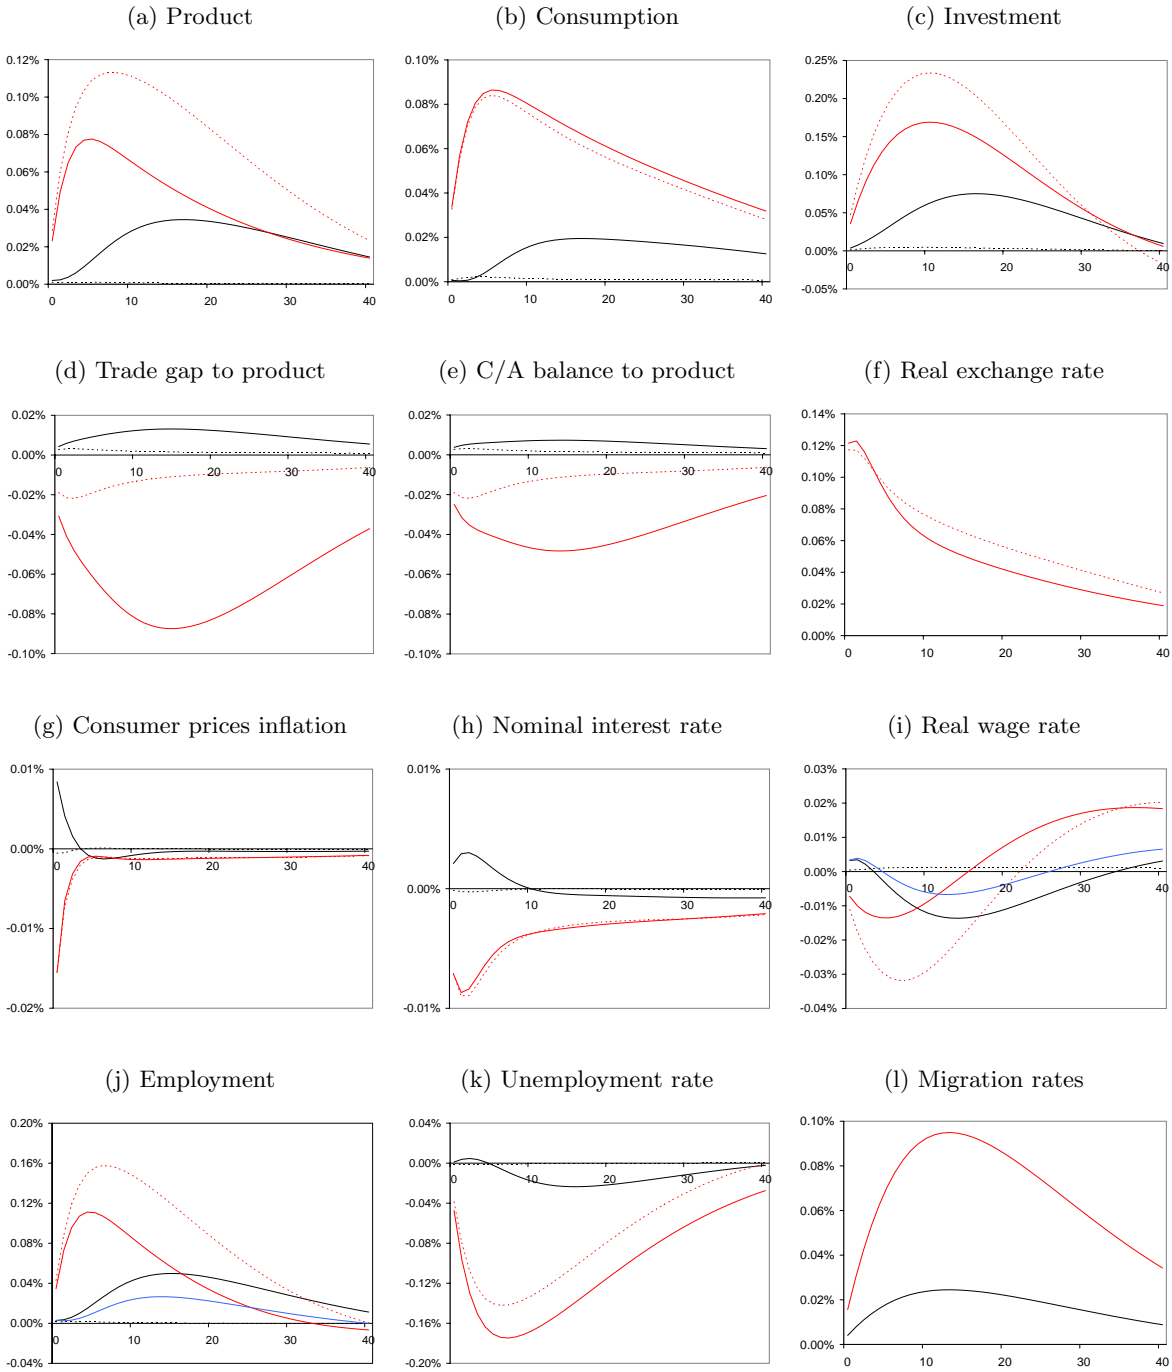 (a) Product (b) Consumption (c) Investment
0.12% 0.10% 0.25%
0.10% 0.08% 0.20%
0.08% 0.06% 0.15%
0.06% 0.04% 0.10%
0.04% 0.02% 0.05%
0.02% 0.00% 0.00%
0.00% -0.05%
0 10 20 30 40 0 10 20 30 40 0 10 20 30 40
(d) Trade gap to product (e) C/A balance to product (f) Real exchange rate
0.02% 0.02% 0.14%
0.00% 0.00% 0.12%
-0.02% -0.02% 0.10%
-0.04% -0.04% 0.08%
-0.06% -0.06% 0.06%
-0.08% -0.08% 0.04%
-0.10% -0.10% 0.02%
0.00%
0 10 20 30 40 0 10 20 30 40 0 10 20 30 40
(g) Consumer prices inflation (h) Nominal interest rate (i) Real wage rate
0.01% 0.01% 0.03%
0.00% 0.00% 0.02%
-0.01% -0.01% 0.01%
-0.02% 0.00%
-0.01%
-0.02%
-0.03%
-0.04%
0 10 20 30 40 0 10 20 30 40 0 10 20 30 40
(j) Employment (k) Unemployment rate (l) Migration rates
0.20% 0.04% 0.10%
0.16% 0.00% 0.08%
0.12% -0.04% 0.06%
0.08% -0.08% 0.04%
0.04% -0.12% 0.02%
0.00% -0.16% 0.00%
-0.04% -0.20%
0 10 20 30 40 0 10 20 30 40 0 10 20 30 40